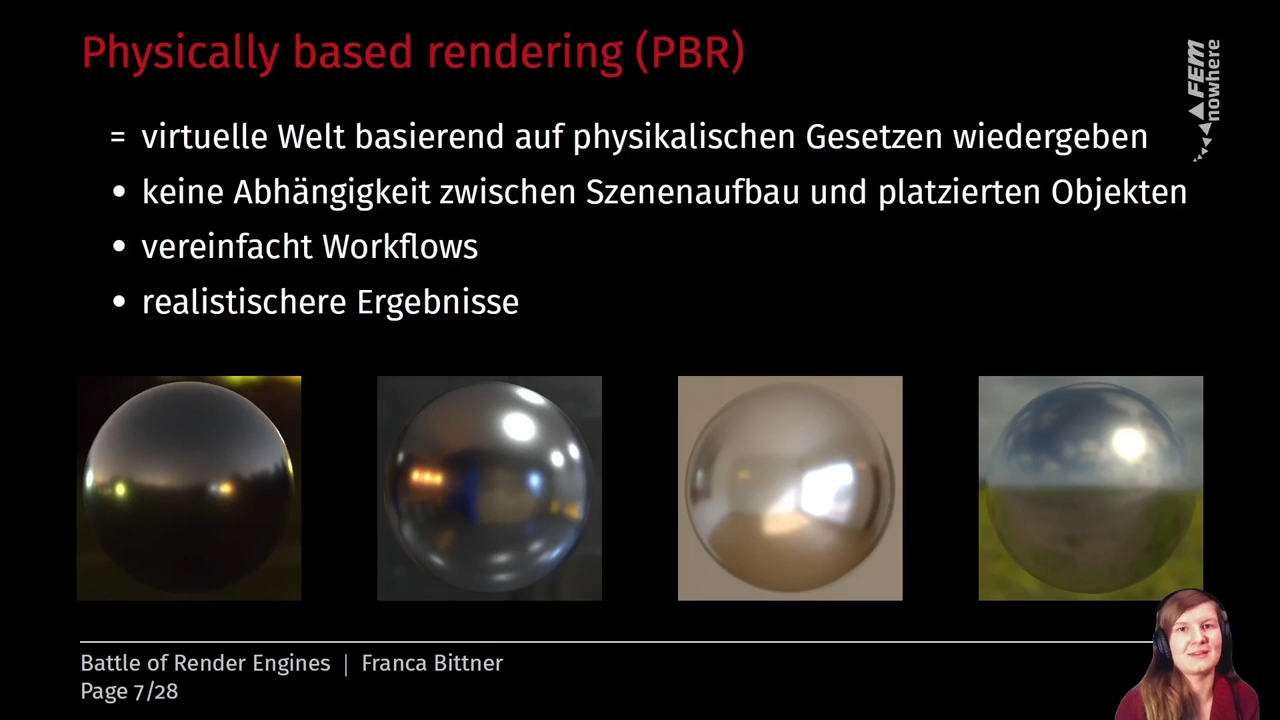 Physically based rendering (PBR)
FEM
nowhere
= virtuelle Welt basierend auf physikalischen Gesetzen wiedergeben
• keine Abhängigkeit zwischen Szenenaufbau und platzierten Objekten
• vereinfacht Workflows
• realistischere Ergebnisse
Battle of Render Engines | Franca Bittner
Page 7/28